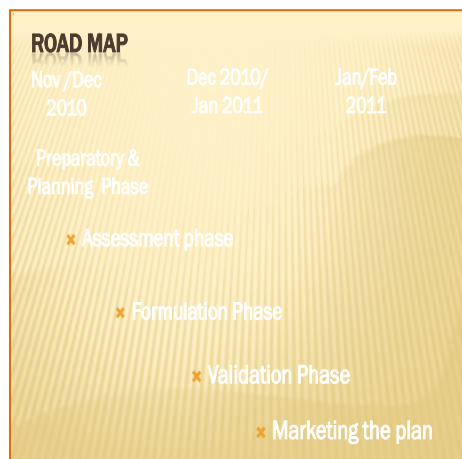 ROAD MAP
Nov /Dec 2010
Dec 2010/ Jan 2011
Jan/Feb 2011
Preparatory &
Planning Phase
Assessment phase
Formulation Phase
Validation Phase
Marketing the plan